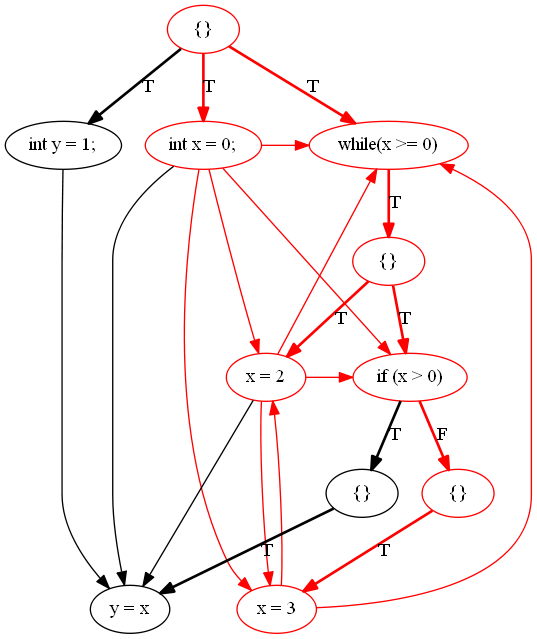 {}
T
T
T
int y = 1;
int x = 0;
while(x >= 0)
T
{}
T
T
x = 2
if (x > 0)
T
F
{}
{}
T
T
y = x
x = 3